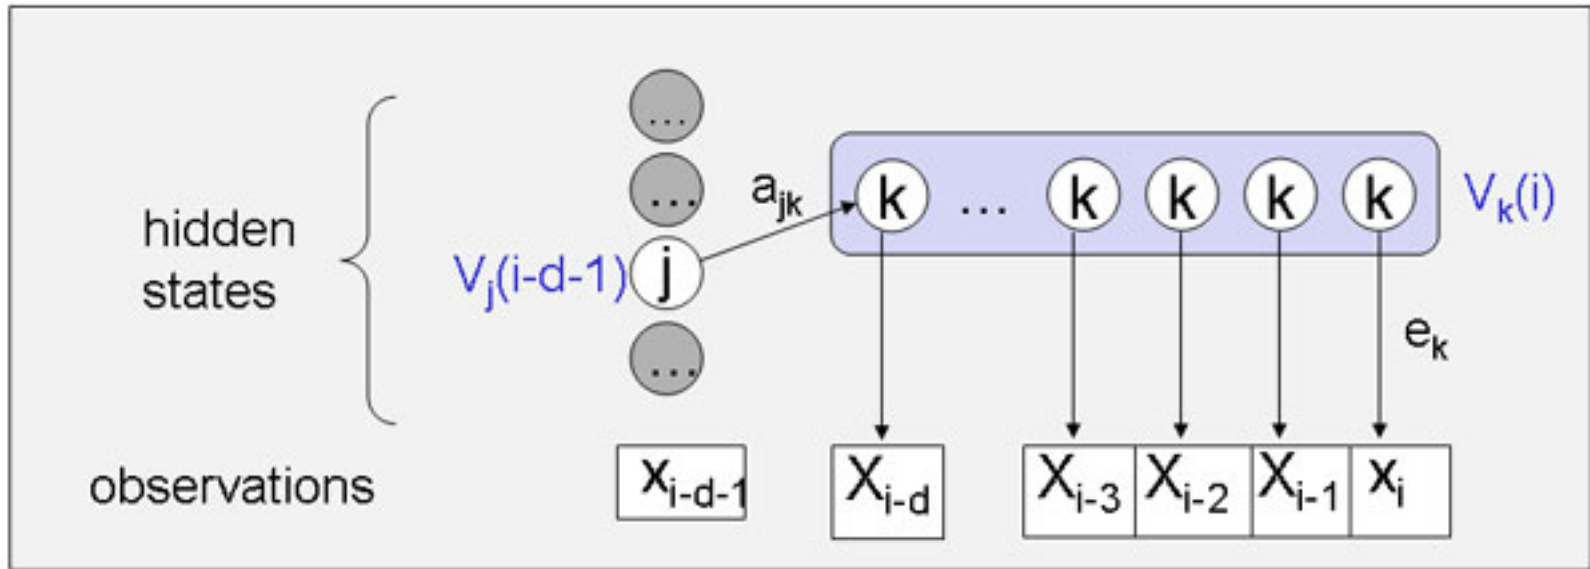 ...
...
a_jk
k ... k k k k
V_k(i)
hidden
states
V_j(i-d-1)
j
...
e_k
observations
x_i-d-1
X_i-d
X_i-3 X_i-2 X_i-1 x_i